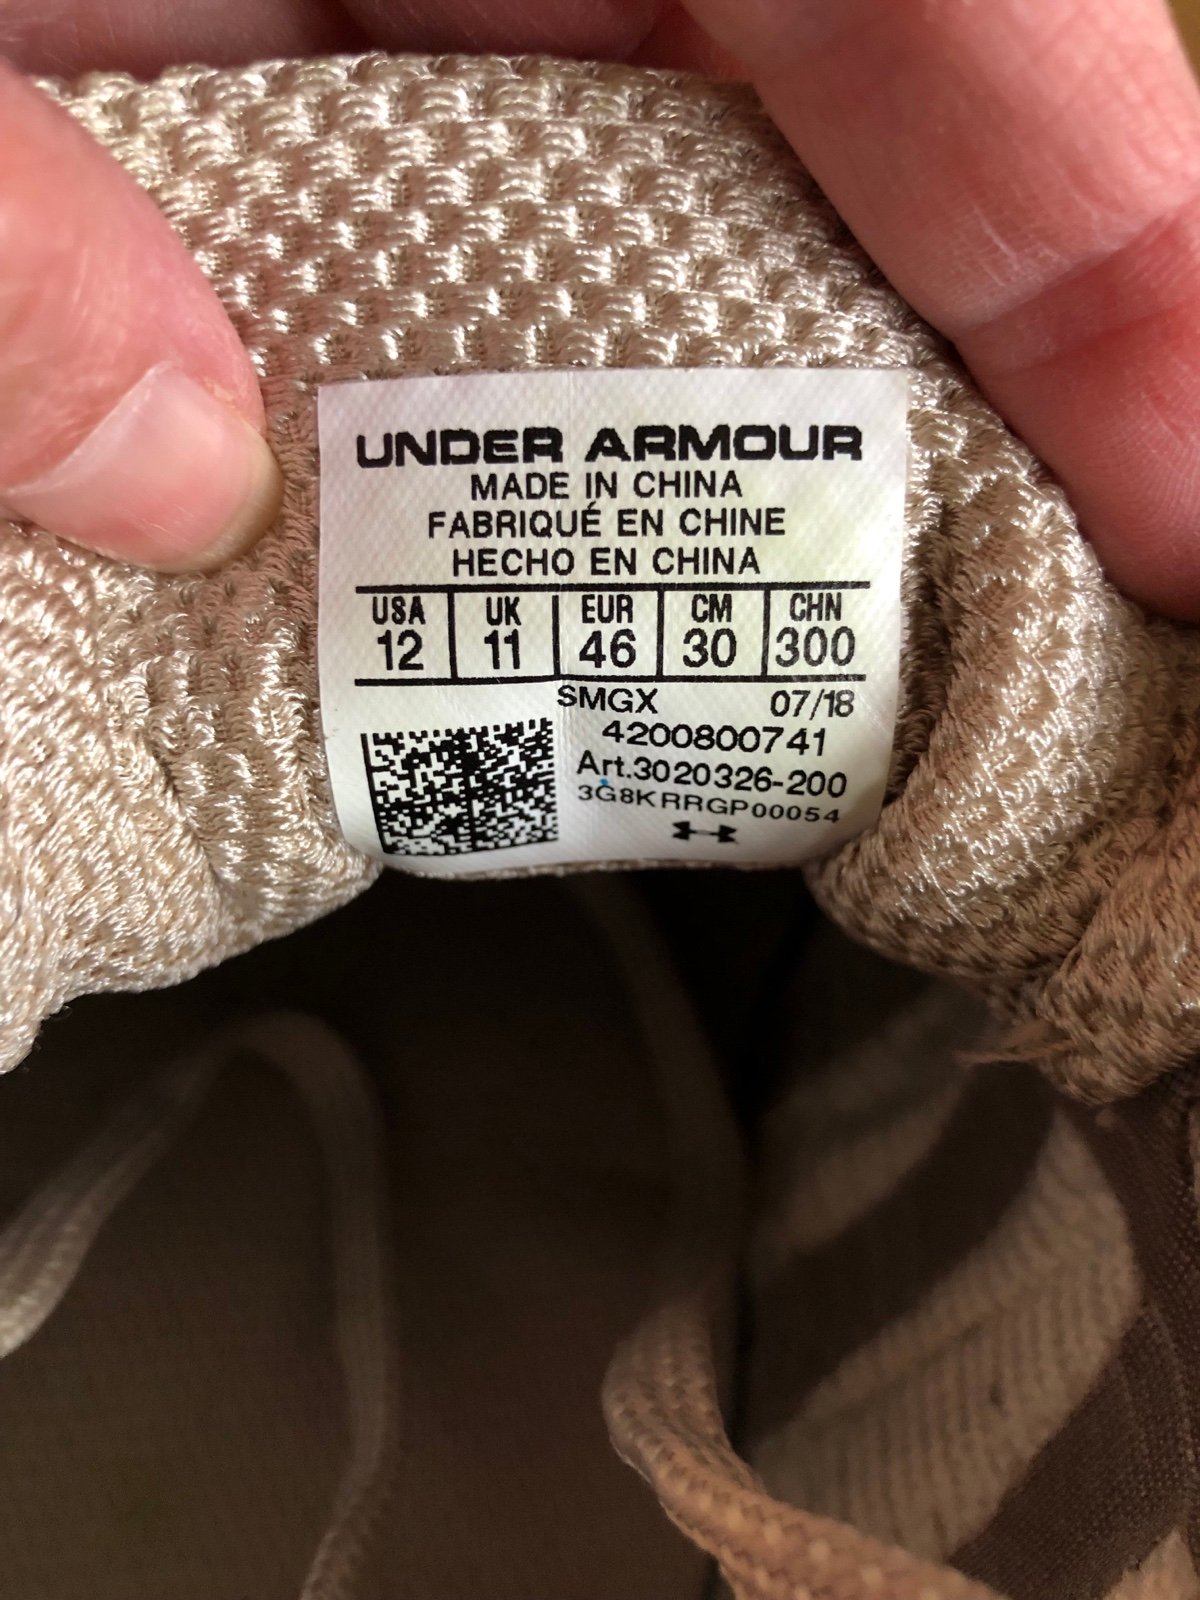 UNDER ARMOUR
MADE IN CHINA
FABRIQUÉ EN CHINE
HECHO EN CHINA
USA UK EUR CM CHN
12 11 46 30 300
SMGX 07/18
4200800741
Art.3020326-200
3G8KRRGP00054